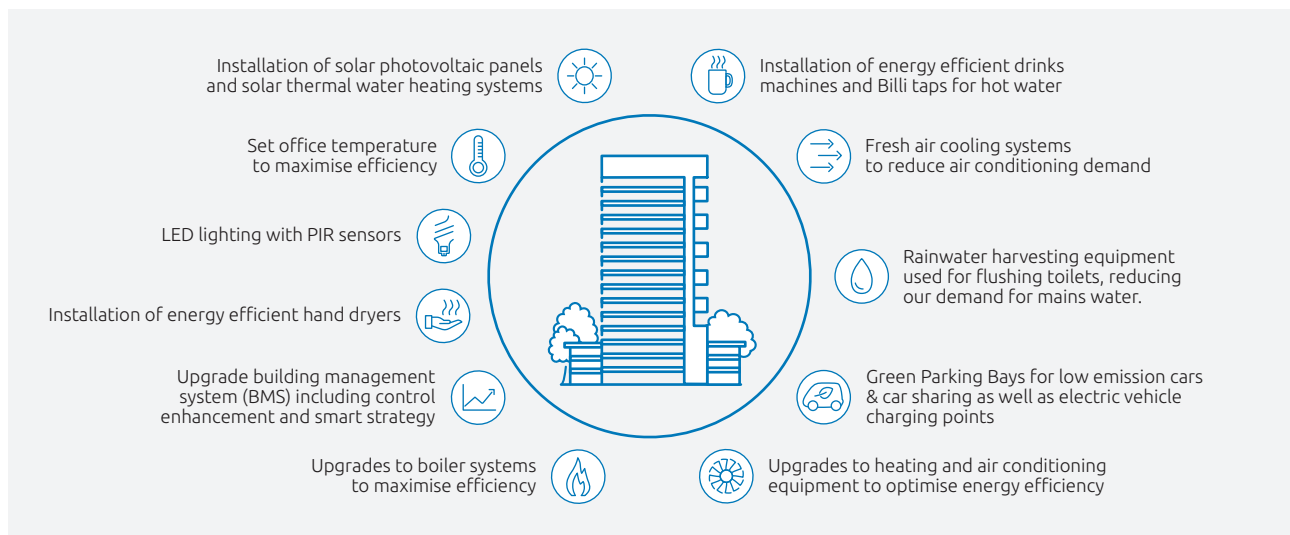 Installation of solar photovoltaic panels
and solar thermal water heating systems
Set office temperature
to maximise efficiency
LED lighting with PIR sensors
Installation of energy efficient hand dryers
Upgrade building management
system (BMS) including control
enhancement and smart strategy
Upgrades to boiler systems
to maximise efficiency
Installation of energy efficient drinks
machines and Billi taps for hot water
Fresh air cooling systems
to reduce air conditioning demand
Rainwater harvesting equipment
used for flushing toilets, reducing
our demand for mains water.
Green Parking Bays for low emission cars
& car sharing as well as electric vehicle
charging points
Upgrades to heating and air conditioning
equipment to optimise energy efficiency